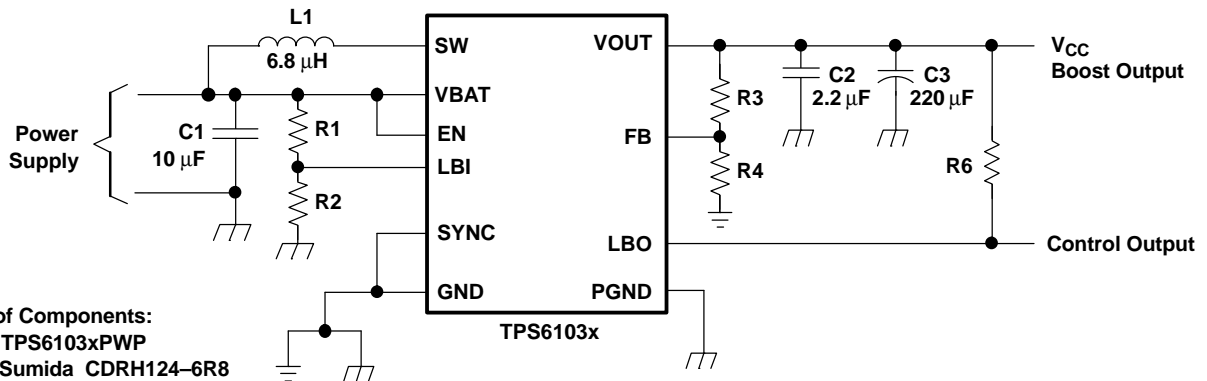 L1
6.8 μH
SW
VBAT
EN
LBI
SYNC
GND
VOUT
FB
LBO
PGND
TPS6103x
Power
Supply
C1
10 μF
R1
R2
R3
R4
C2
2.2 μF
C3
220 μF
R6
VCC
Boost Output
Control Output
of Components:
TPS6103xPWP
Sumida CDRH124–6R8